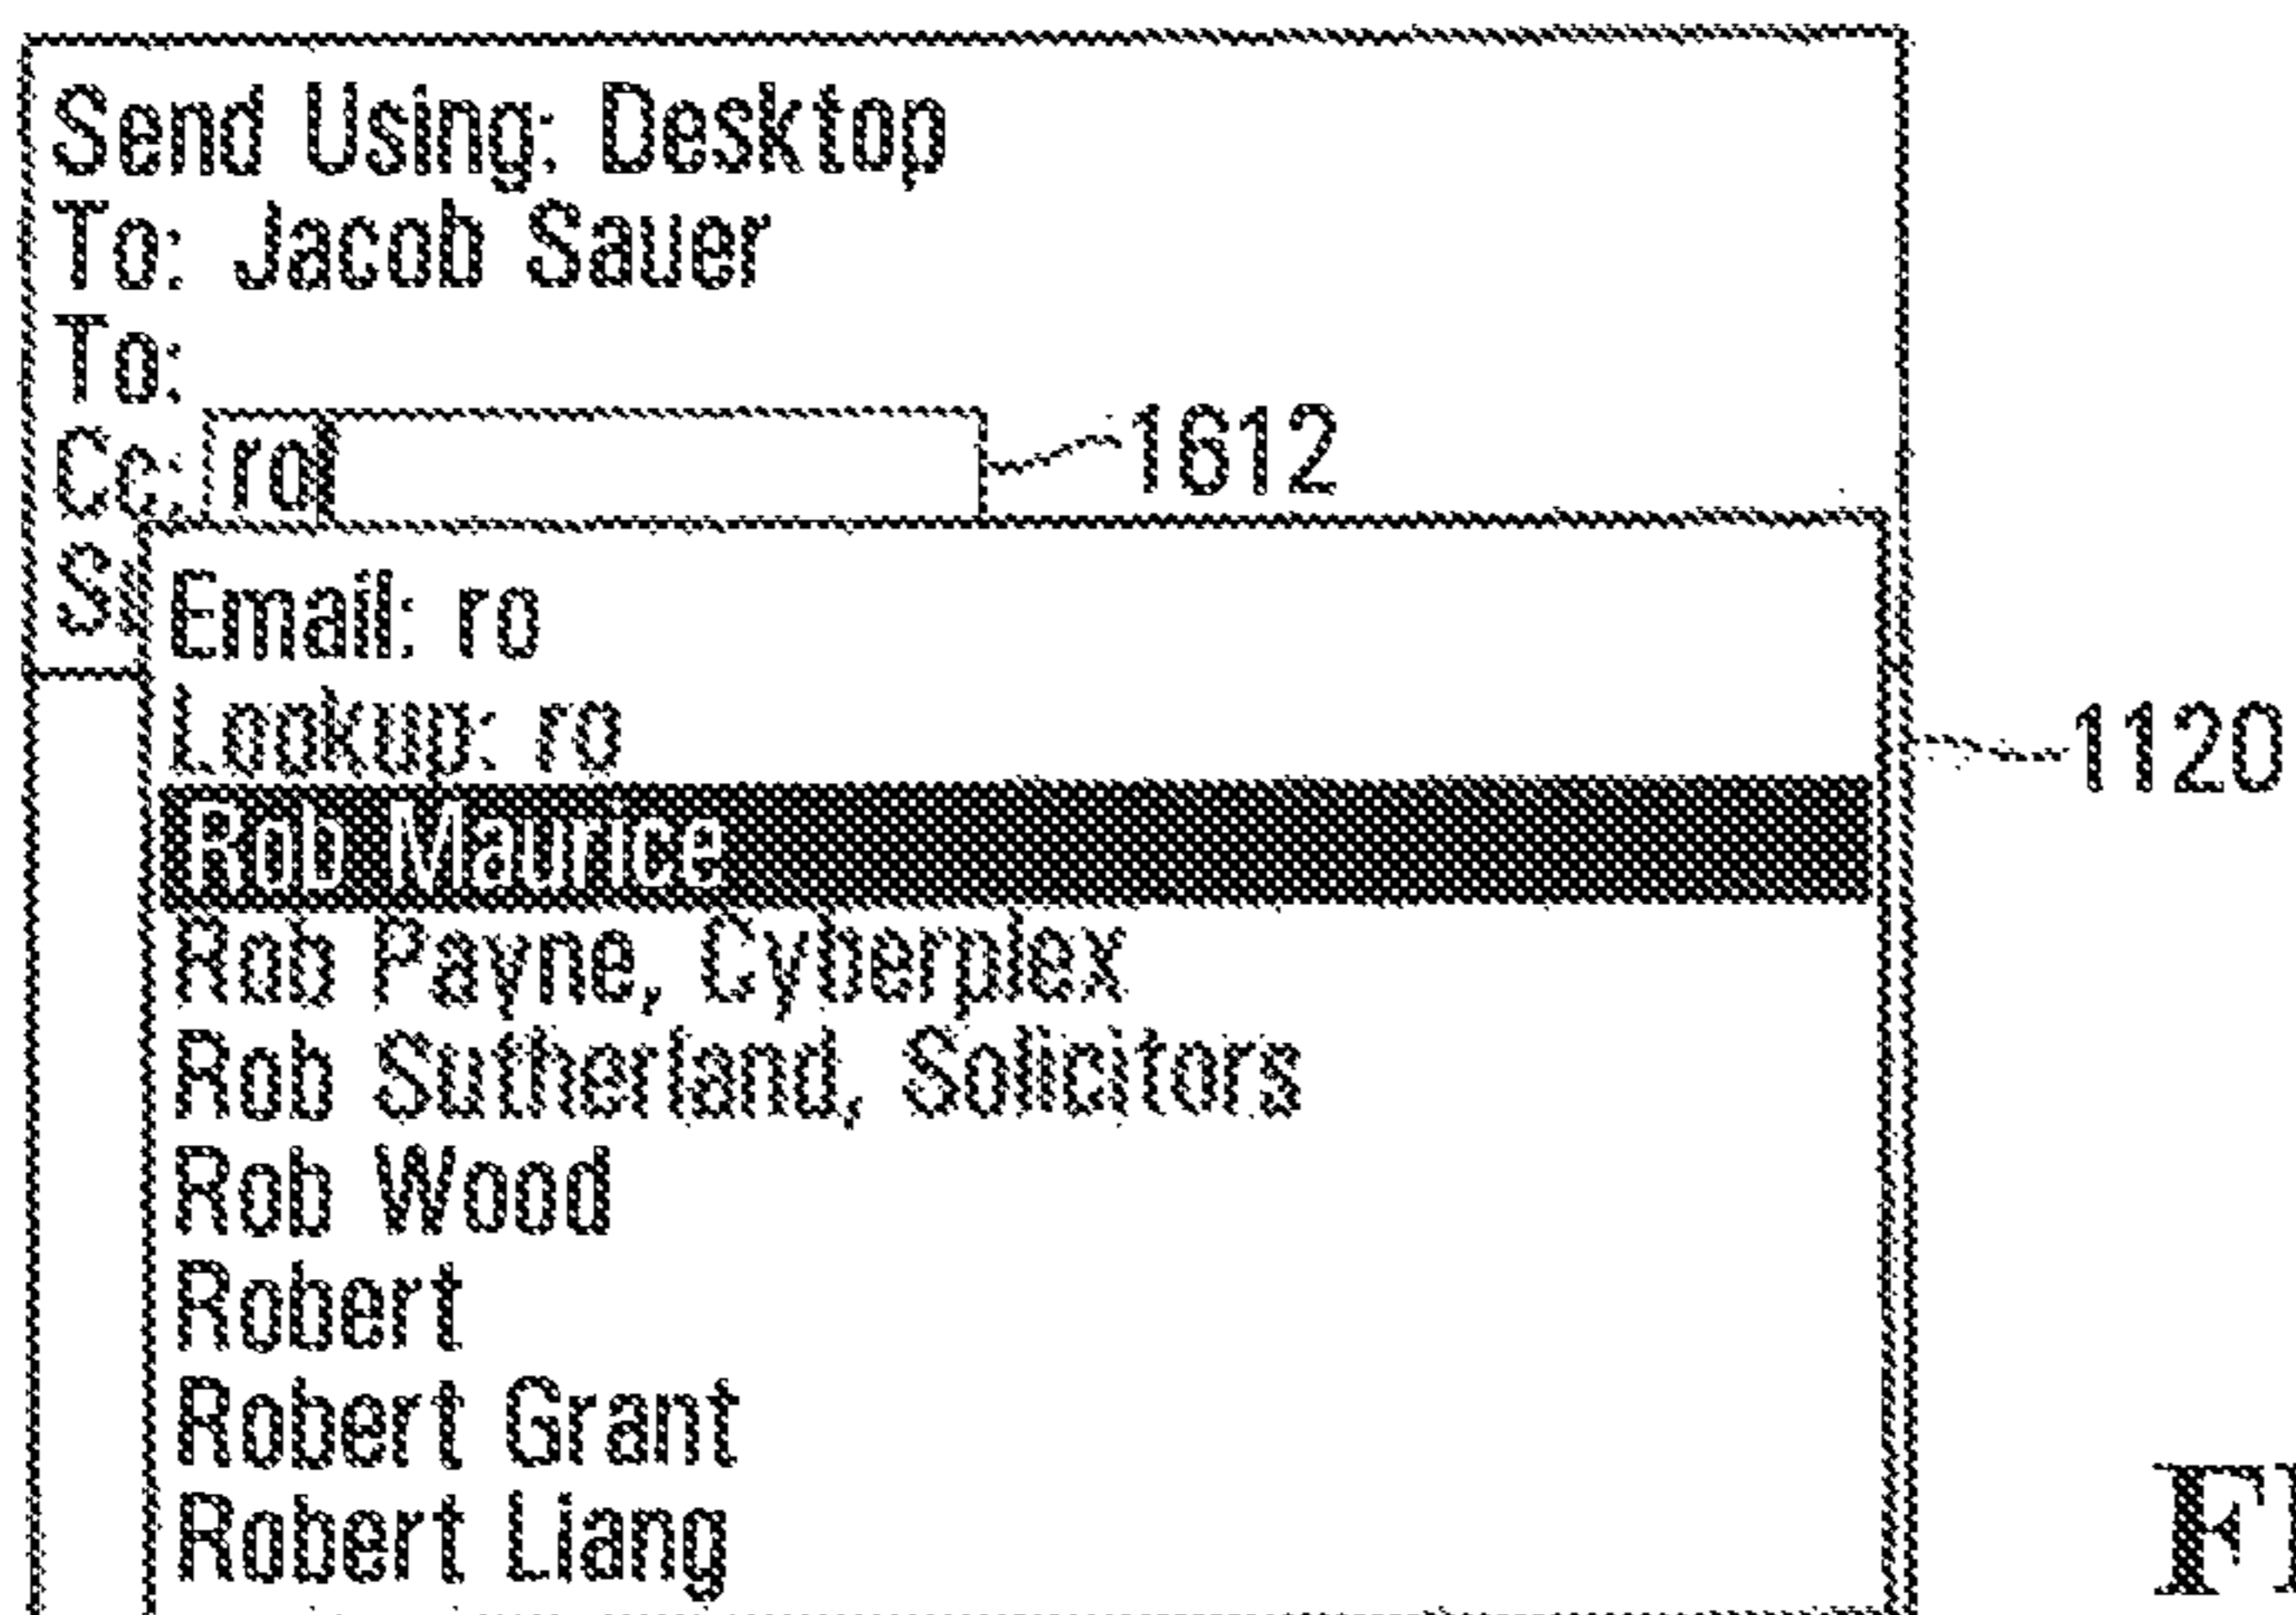 Send Using: Desktop
To: Jacob Sauer
To:
Cc: ro 1612
Email: ro
Lookup: ro
1120
Rob Maurice
Rob Payne, Cyberplex
Rob Sutherland, Solicitors
Rob Wood
Robert
Robert Grant
Robert Liang